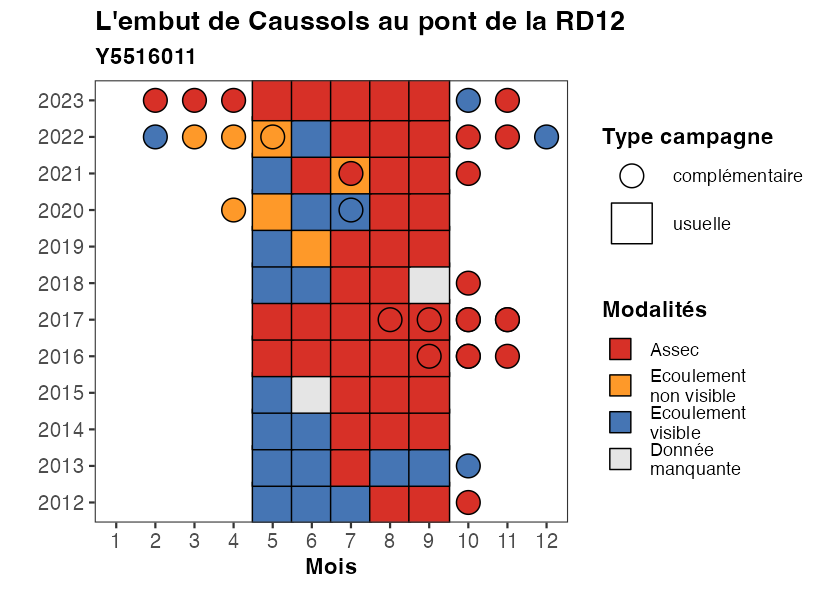 L'embut de Caussols au pont de la RD12
Y5516011
2023
2022
2021
2020
2019
2018
2017
2016
2015
2014
2013
2012
1 2 3 4 5 6 7 8 9 10 11 12
Mois
Type campagne
complémentaire
usuelle
Modalités
Assec
Ecoulement
non visible
Ecoulement
visible
Donnée
manquante